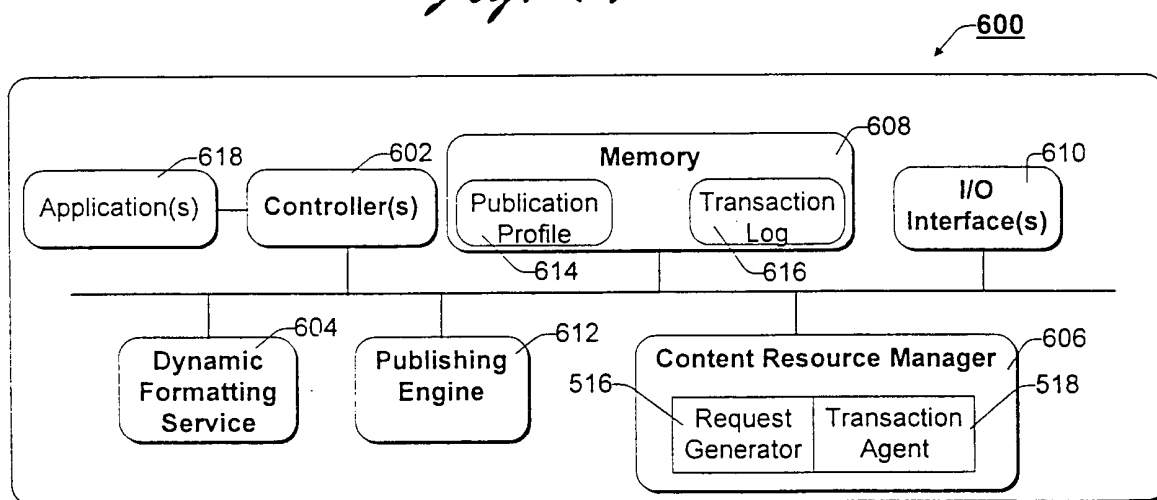 600
618
602
608
610
Application(s)
Controller(s)
Memory
Publication
Profile
Transaction
Log
I/O
Interface(s)
614
616
604
612
606
Dynamic
Formatting
Service
Publishing
Engine
Content Resource Manager
516
518
Request
Generator
Transaction
Agent